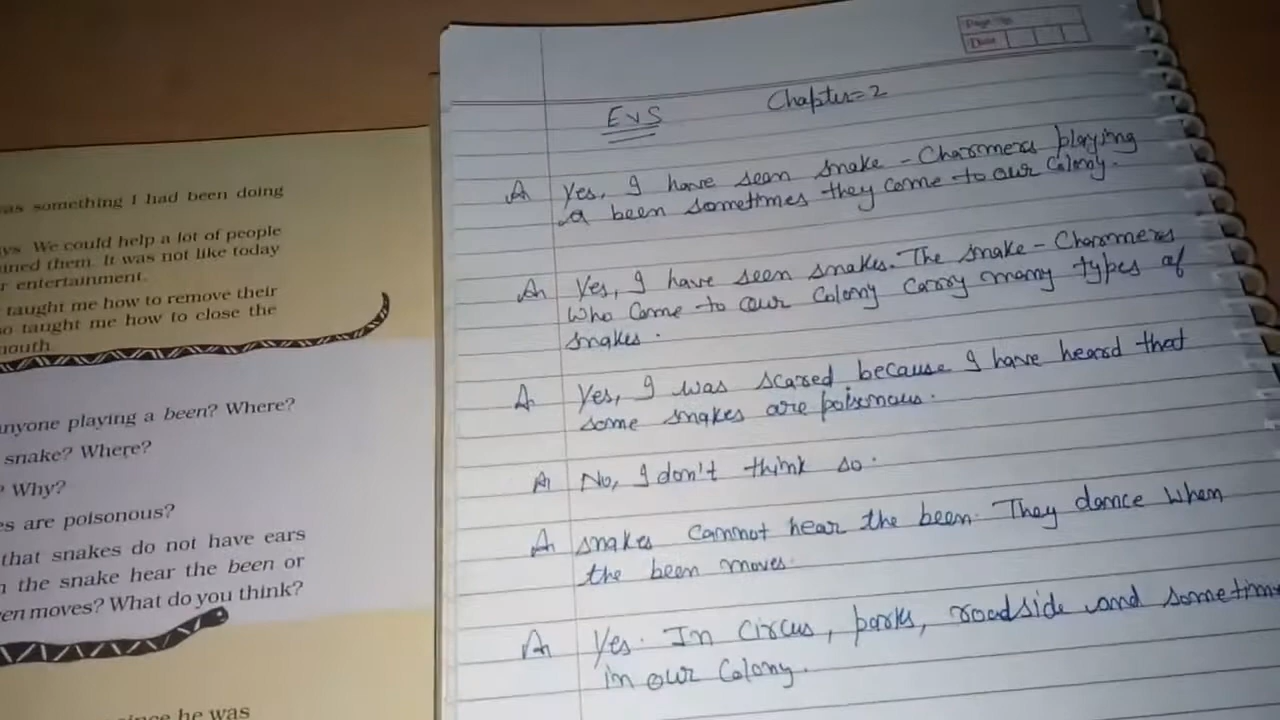 as something I had been doing
ys. We could help a lot of people
ined them. It was not like today
r entertainment.
taught me how to remove their
o taught me how to close the
mouth.
anyone playing a been? Where?
snake? Where?
? Why?
es are poisonous?
that snakes do not have ears
n the snake hear the been or
en moves? What do you think?
since he was
Page No.
Date
EVS Chapter=2
A Yes, I have seen snake - Charmers playing
a been sometimes they come to our Colony.
A Yes, I have seen snakes. The snake - Charmers
who come to our Colony carry many types of
snakes.
A Yes, I was scared because I have heard that
some snakes are poisonous.
A No, I don't think so.
A snakes cannot hear the been. They dance when
the been moves.
A Yes. In circus, parks, roadside and sometim
in our Colony.